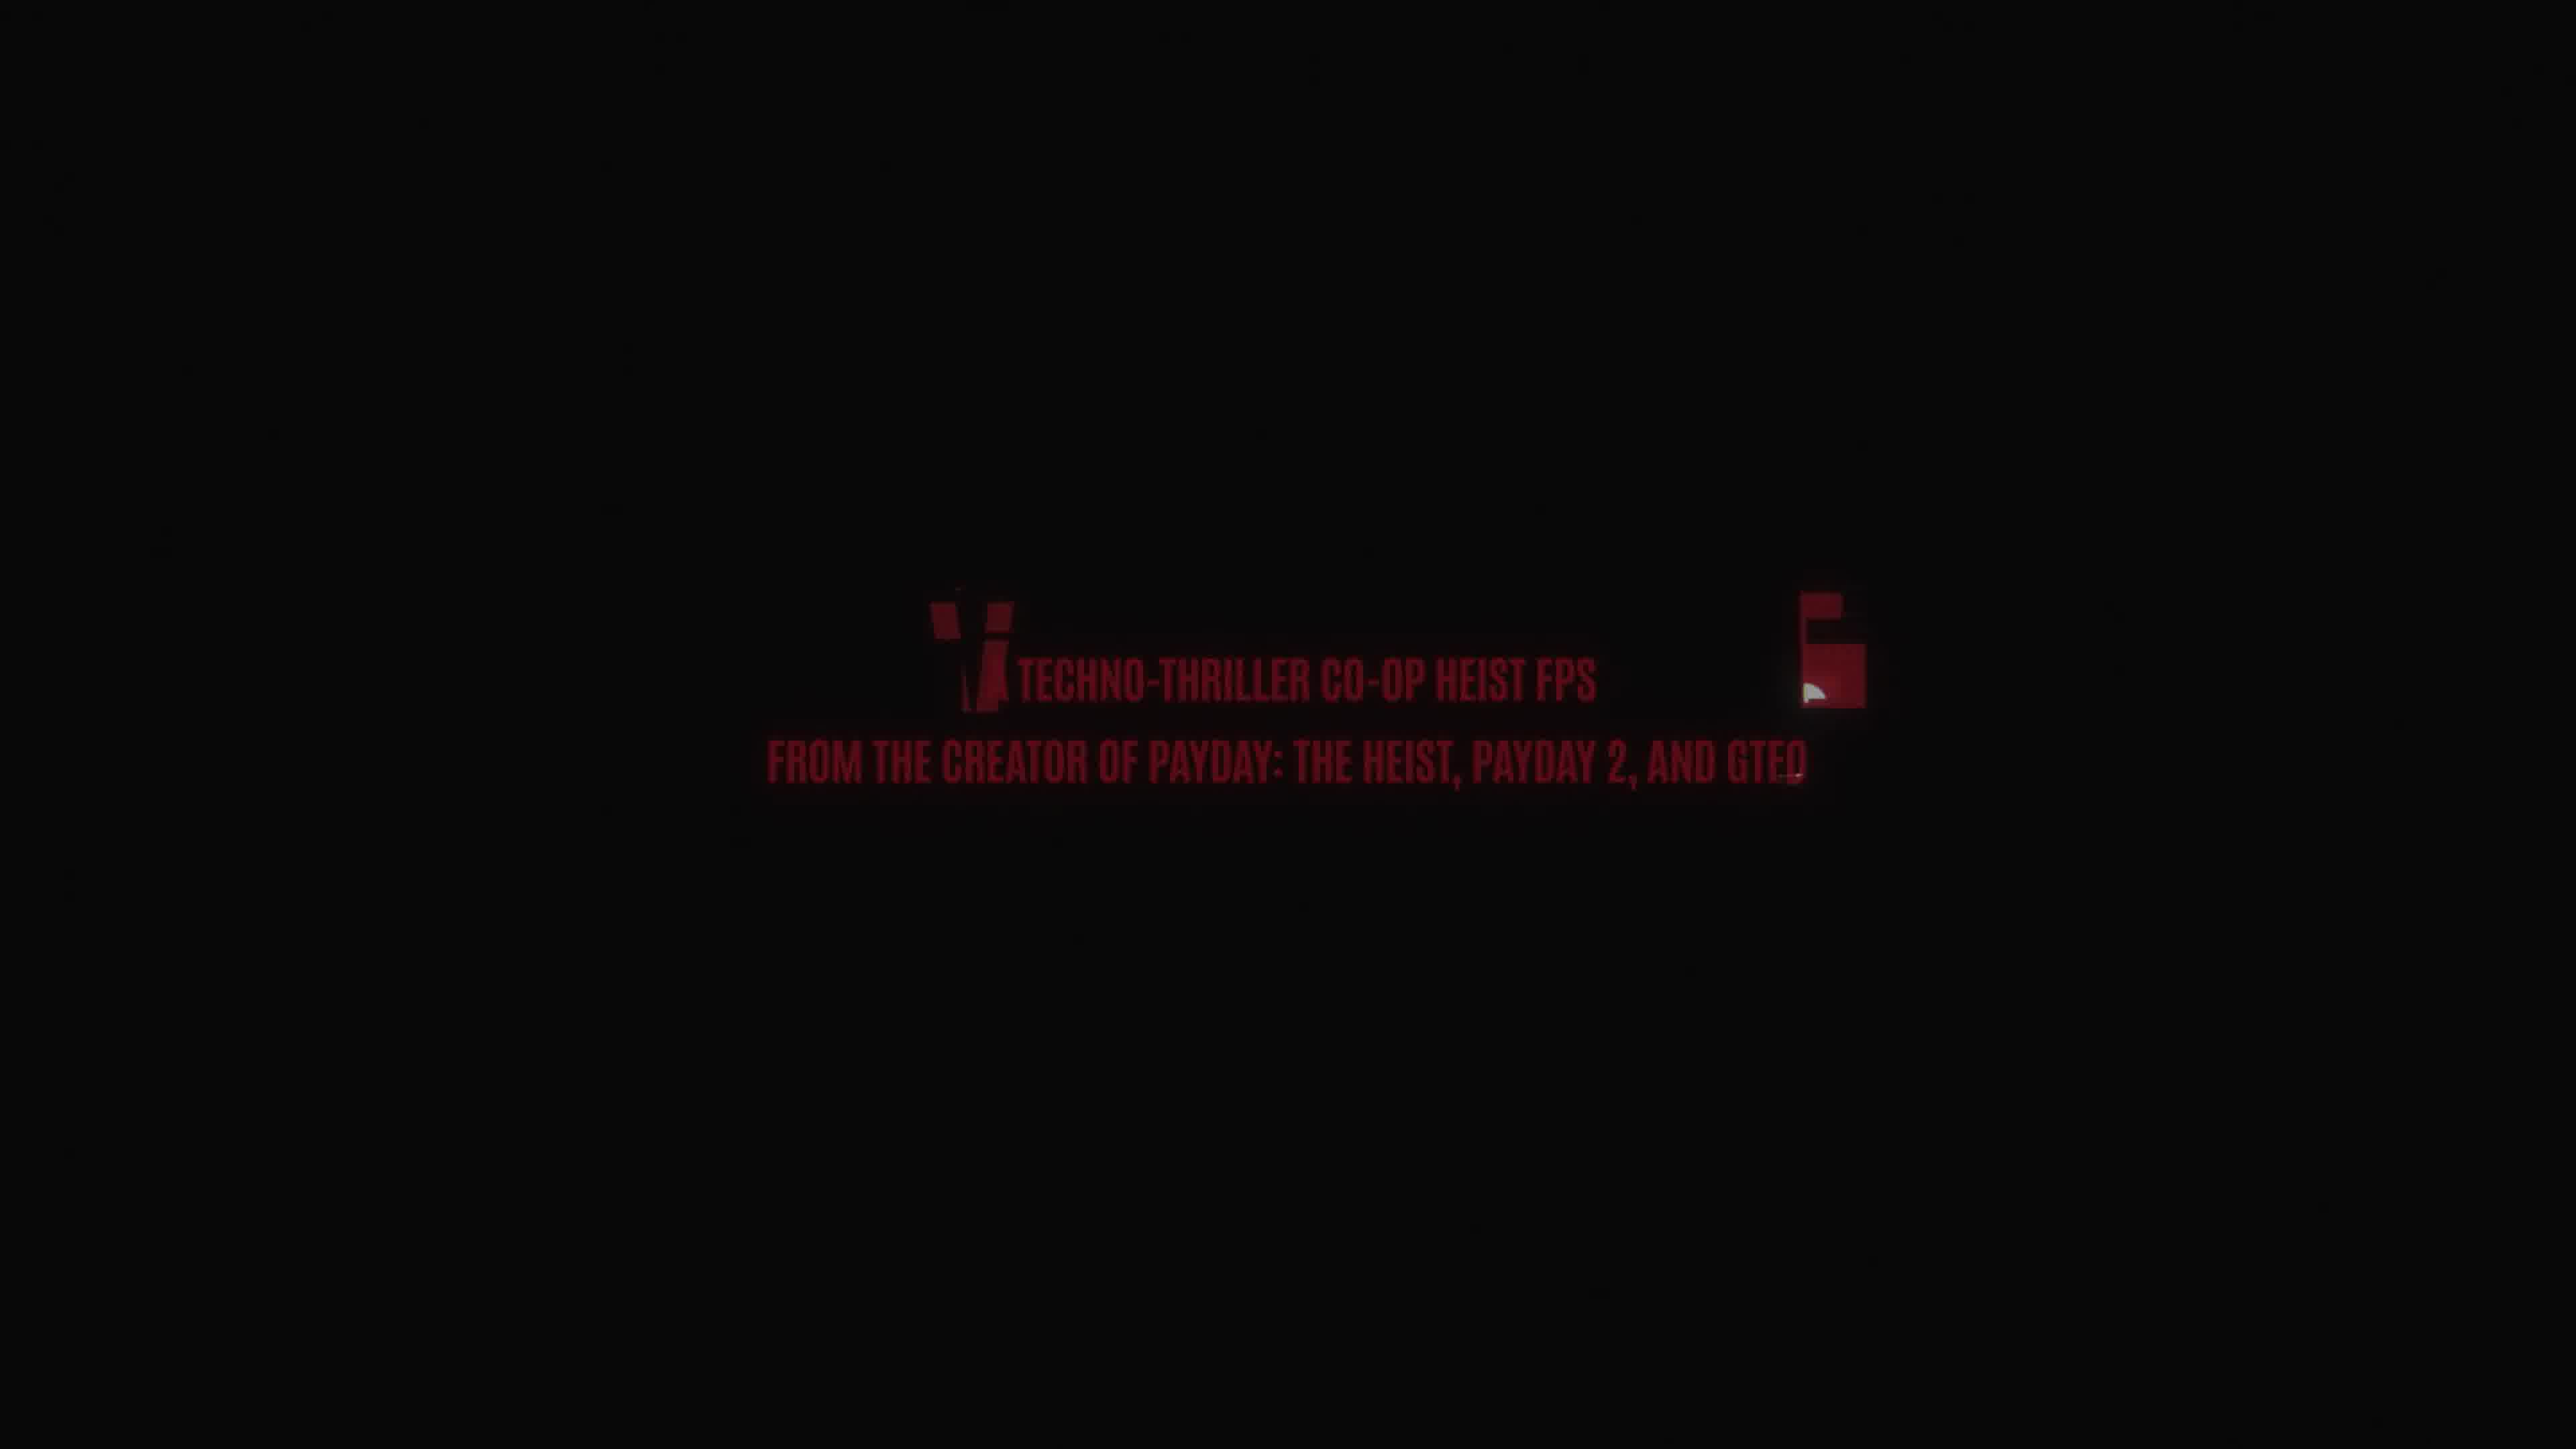 TECHNO-THRILLER CO-OP HEIST FPS
FROM THE CREATOR OF PAYDAY: THE HEIST, PAYDAY 2, AND GTFO